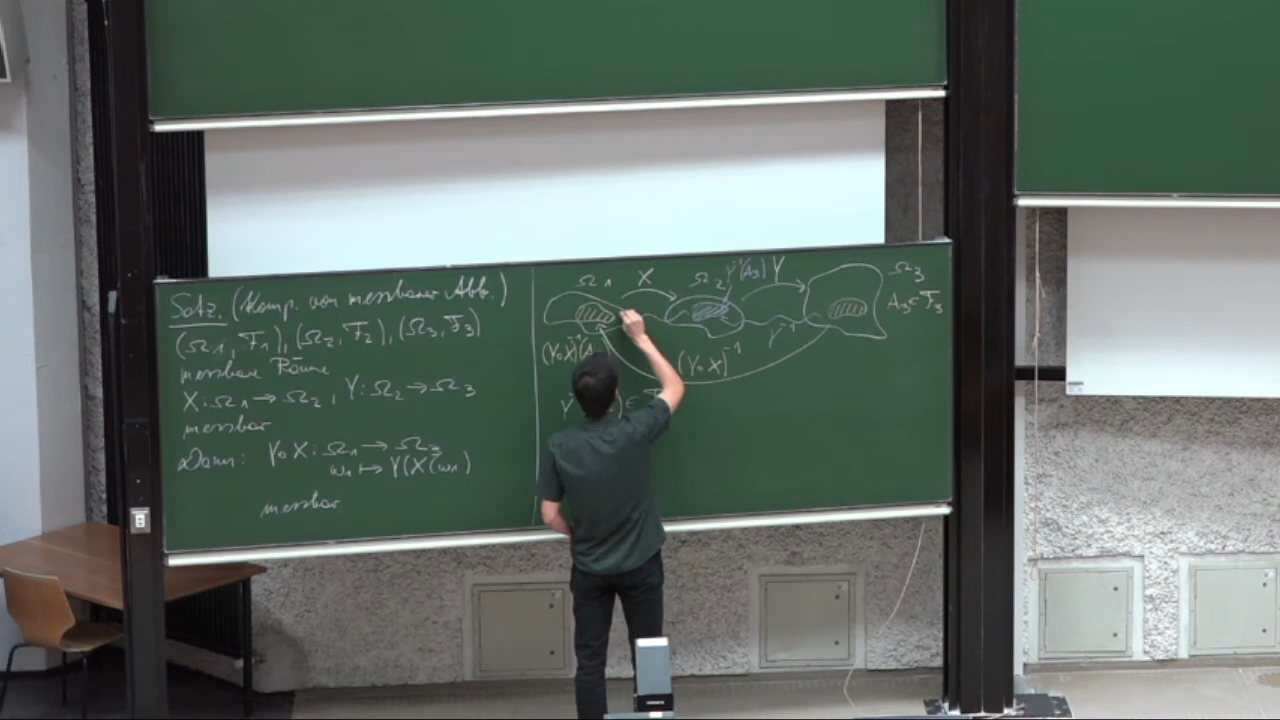 Satz. (Komp. von messbarer Abb.)
(Ω₁, F₁), (Ω₂, F₂), (Ω₃, F₃)
messbare Räume
X: Ω₁ → Ω₂, Y: Ω₂ → Ω₃
messbar
Dann: Y∘X: Ω₁ → Ω₃
ω₁ ↦ Y(X(ω₁))
messbar
Ω₁ X Ω₂ Y⁻¹(A₃) Y Ω₃
A₃ ∈ F₃
Y⁻¹
(Y∘X)⁻¹(A
(Y∘X)⁻¹